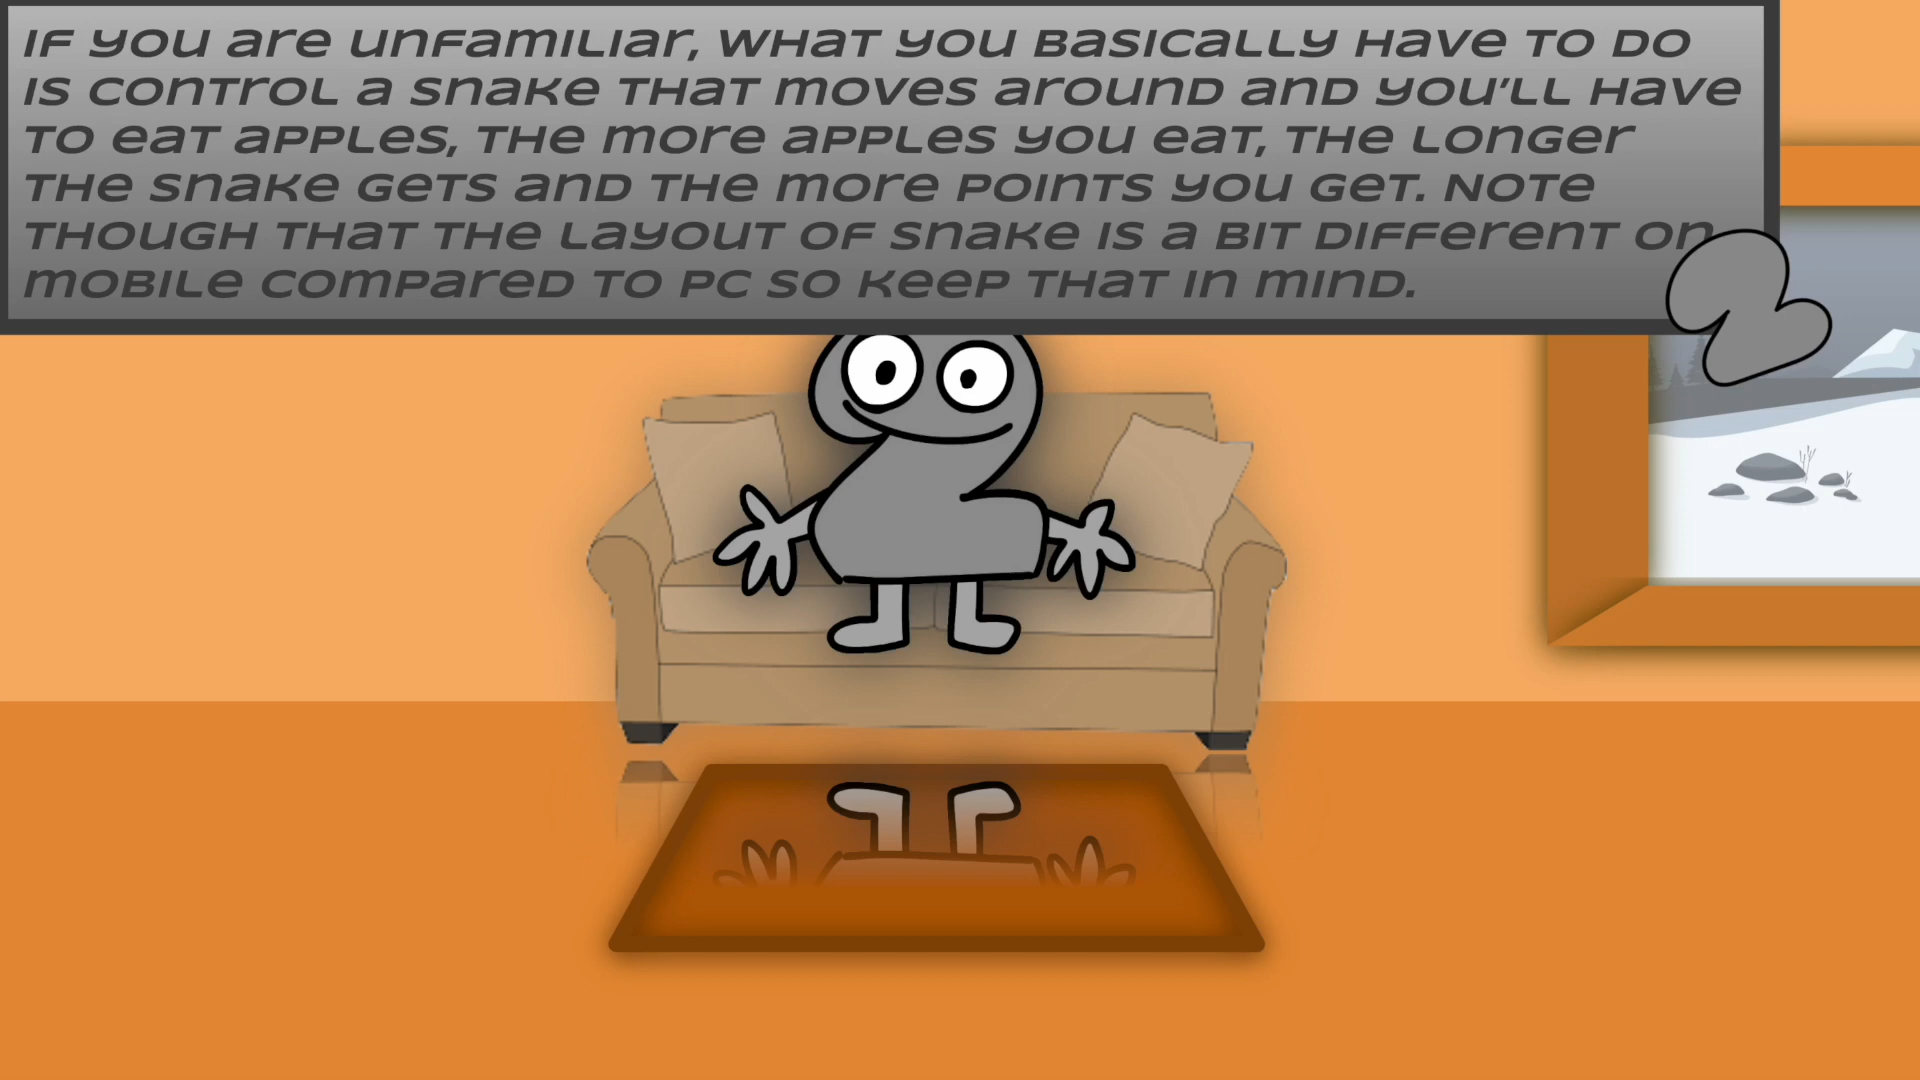 If you are unfamiliar, what you basically have to do
is control a snake that moves around and you'll have
to eat apples, the more apples you eat, the longer
the snake gets and the more points you get. Note
though that the layout of snake is a bit different on
mobile compared to PC so keep that in mind.